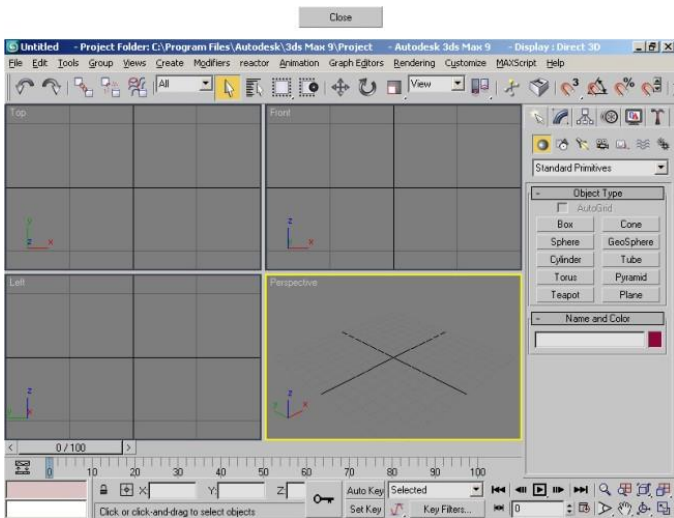 Close
Untitled - Project Folder: C:\Program Files\Autodesk\3ds Max 9\Project - Autodesk 3ds Max 9 - Display : Direct 3D
File Edit Tools Group Views Create Modifiers reactor Animation Graph Editors Rendering Customize MAXScript Help
All View 3 %
Top Front
y z x z x
Standard Primitives
- Object Type
AutoGrid
Box Cone
Sphere GeoSphere
Cylinder Tube
Torus Pyramid
Teapot Plane
- Name and Color
Left Perspective
z y z x
0 / 100
0 10 20 30 40 50 60 70 80 90 100
X: Y: Z: Auto Key Selected
Click or click-and-drag to select objects Set Key Key Filters... 0